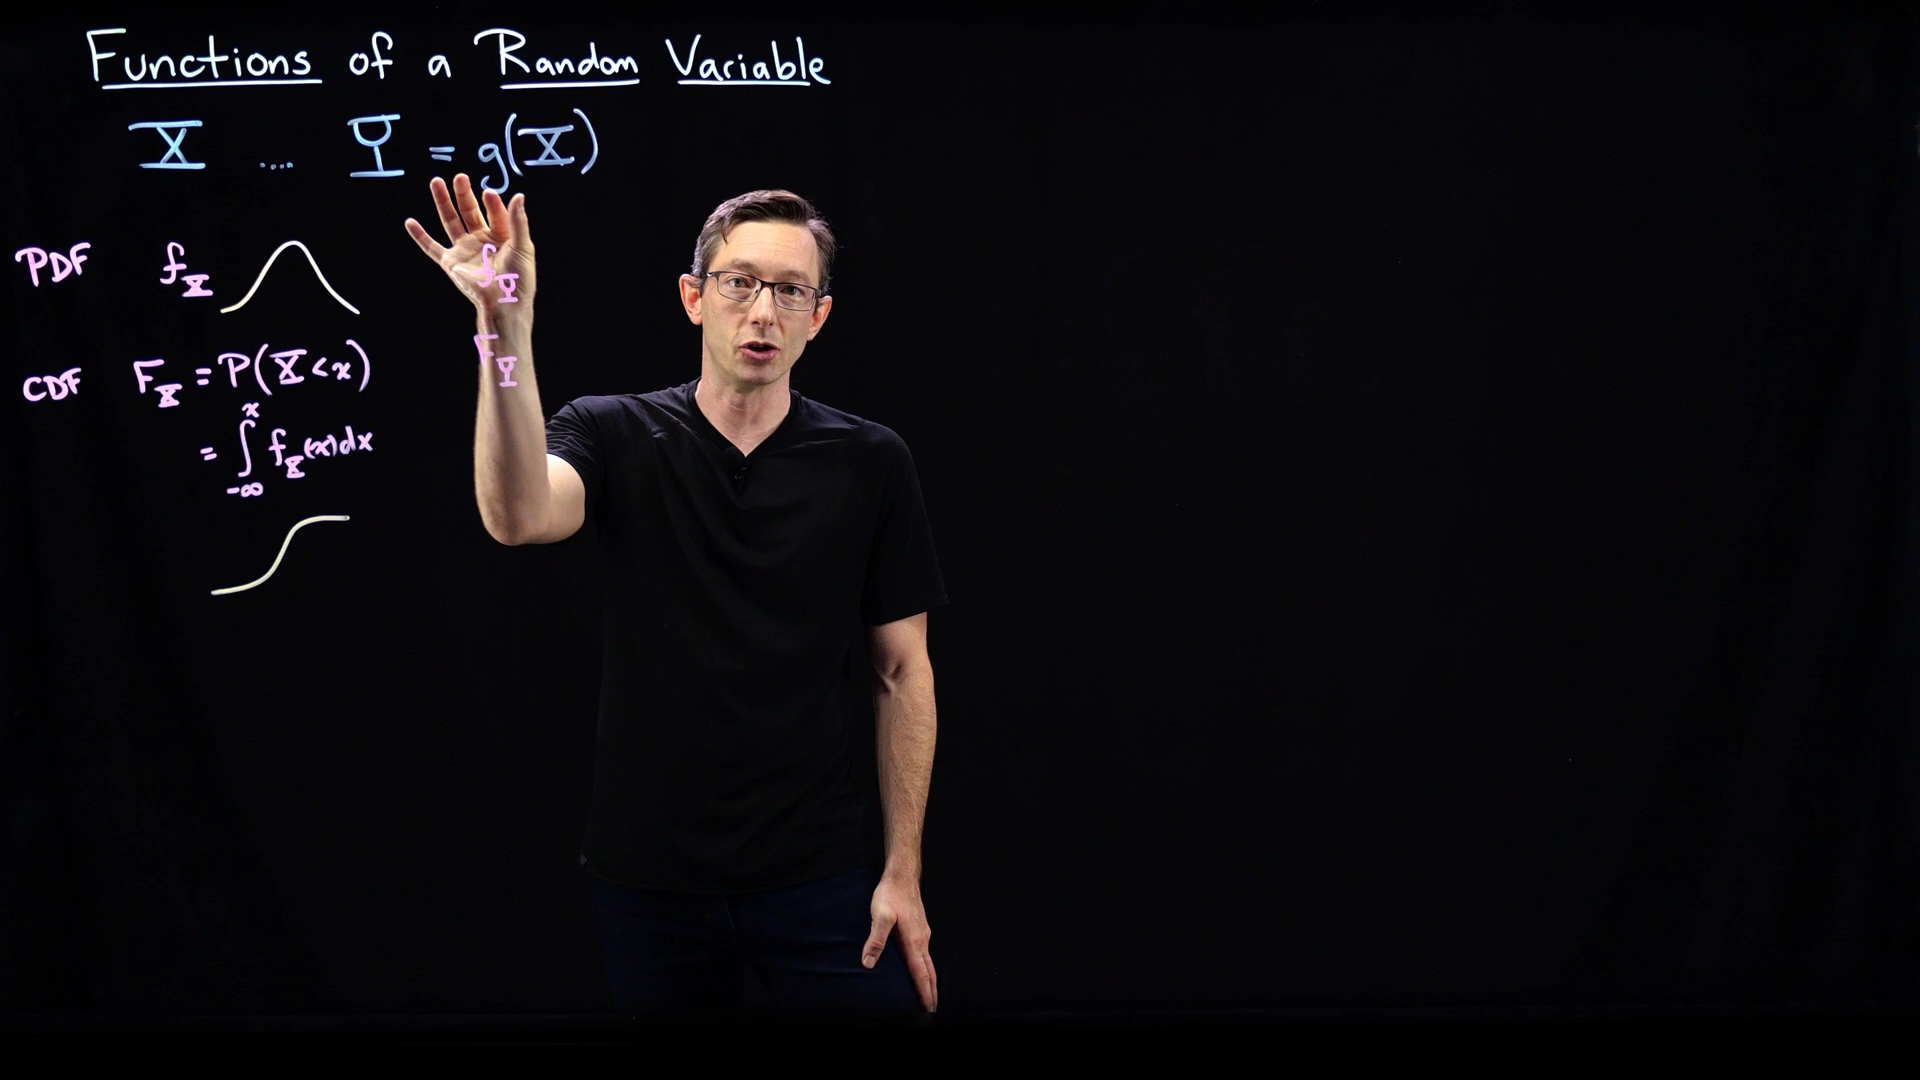 Functions of a Random Variable
X .... Y = g(X)
PDF f_X f_Y
CDF F_X = P(X < x) F_Y
= ∫_{-∞}^{x} f_X(x)dx